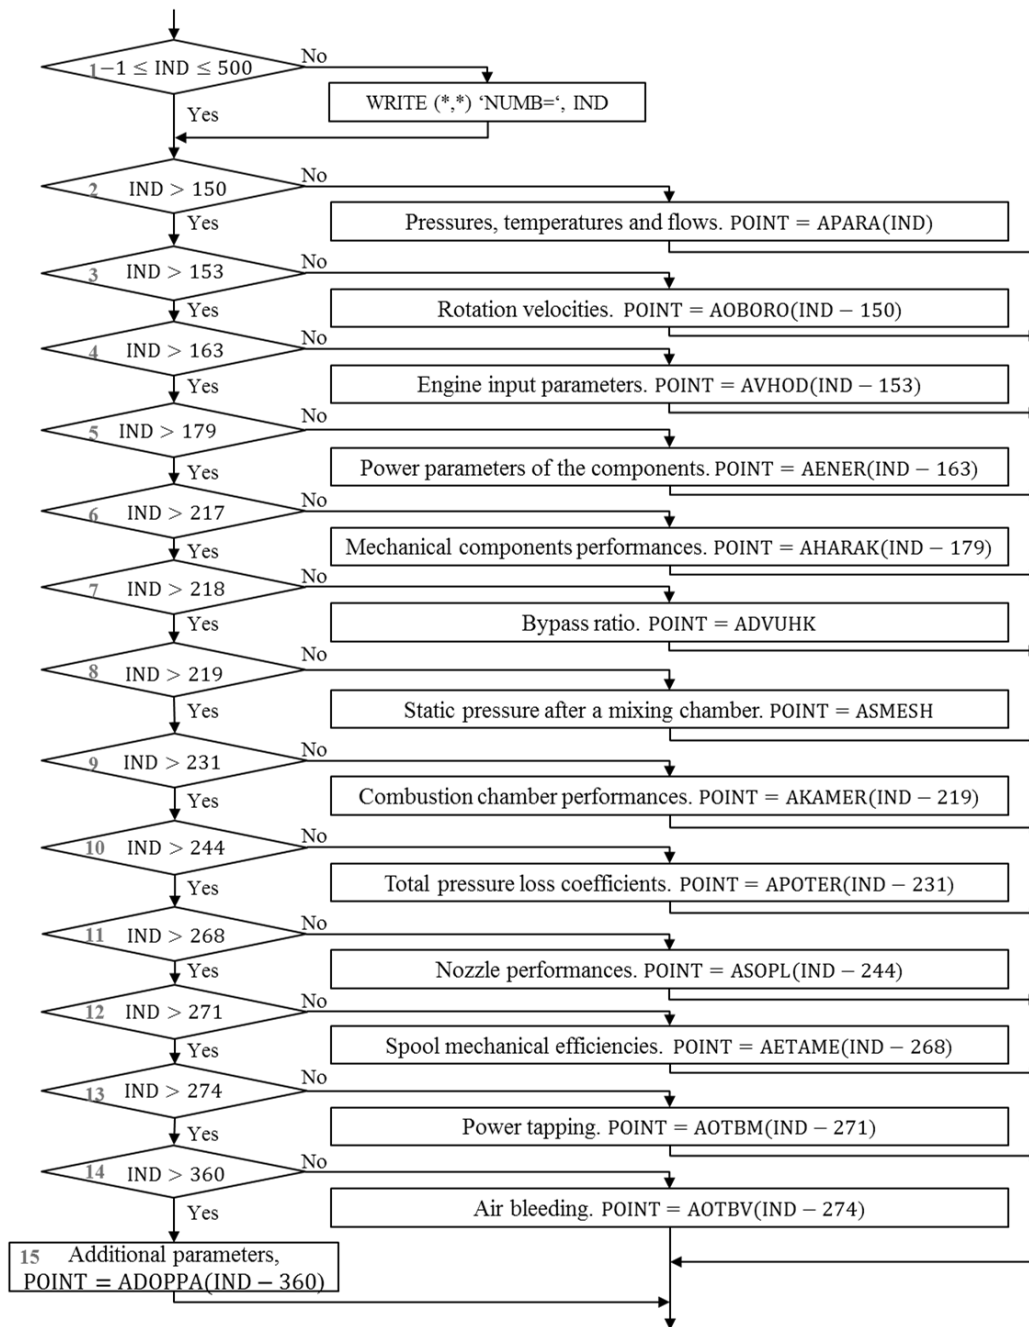 No
1 −1 ≤ IND ≤ 500
WRITE (*,*) ‘NUMB=‘, IND
Yes
No
2 IND > 150
Yes
Pressures, temperatures and flows. POINT = APARA(IND)
No
3 IND > 153
Yes
Rotation velocities. POINT = AOBORO(IND − 150)
No
4 IND > 163
Yes
Engine input parameters. POINT = AVHOD(IND − 153)
No
5 IND > 179
Yes
Power parameters of the components. POINT = AENER(IND − 163)
No
6 IND > 217
Yes
Mechanical components performances. POINT = AHARAK(IND − 179)
No
7 IND > 218
Yes
Bypass ratio. POINT = ADVUHK
No
8 IND > 219
Yes
Static pressure after a mixing chamber. POINT = ASMESH
No
9 IND > 231
Yes
Combustion chamber performances. POINT = AKAMER(IND − 219)
No
10 IND > 244
Yes
Total pressure loss coefficients. POINT = APOTER(IND − 231)
No
11 IND > 268
Yes
Nozzle performances. POINT = ASOPL(IND − 244)
No
12 IND > 271
Yes
Spool mechanical efficiencies. POINT = AETAME(IND − 268)
No
13 IND > 274
Yes
Power tapping. POINT = AOTBM(IND − 271)
No
14 IND > 360
Yes
Air bleeding. POINT = AOTBV(IND − 274)
15 Additional parameters,
POINT = ADOPPA(IND − 360)